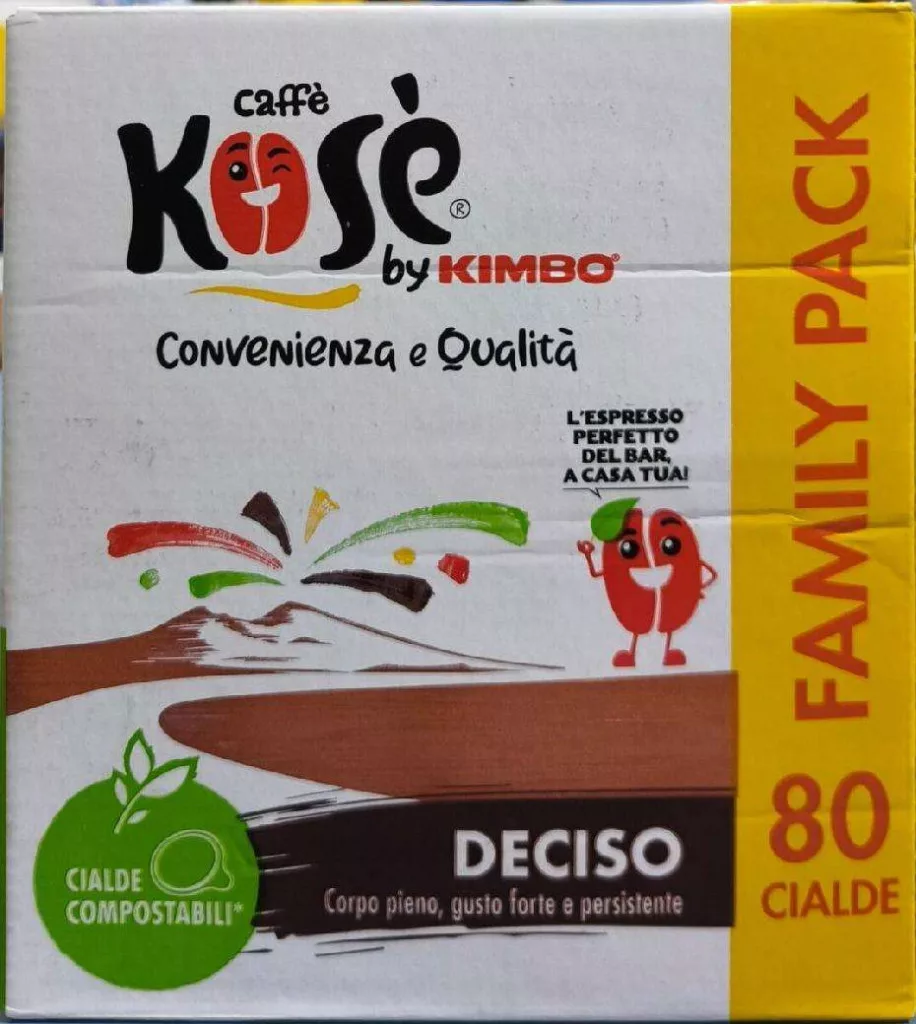 caffè
Kosè®
by KIMBO®
Convenienza e Qualità
L'ESPRESSO
PERFETTO
DEL BAR,
A CASA TUA!
CIALDE
COMPOSTABILI*
DECISO
Corpo pieno, gusto forte e persistente
FAMILY PACK
80
CIALDE